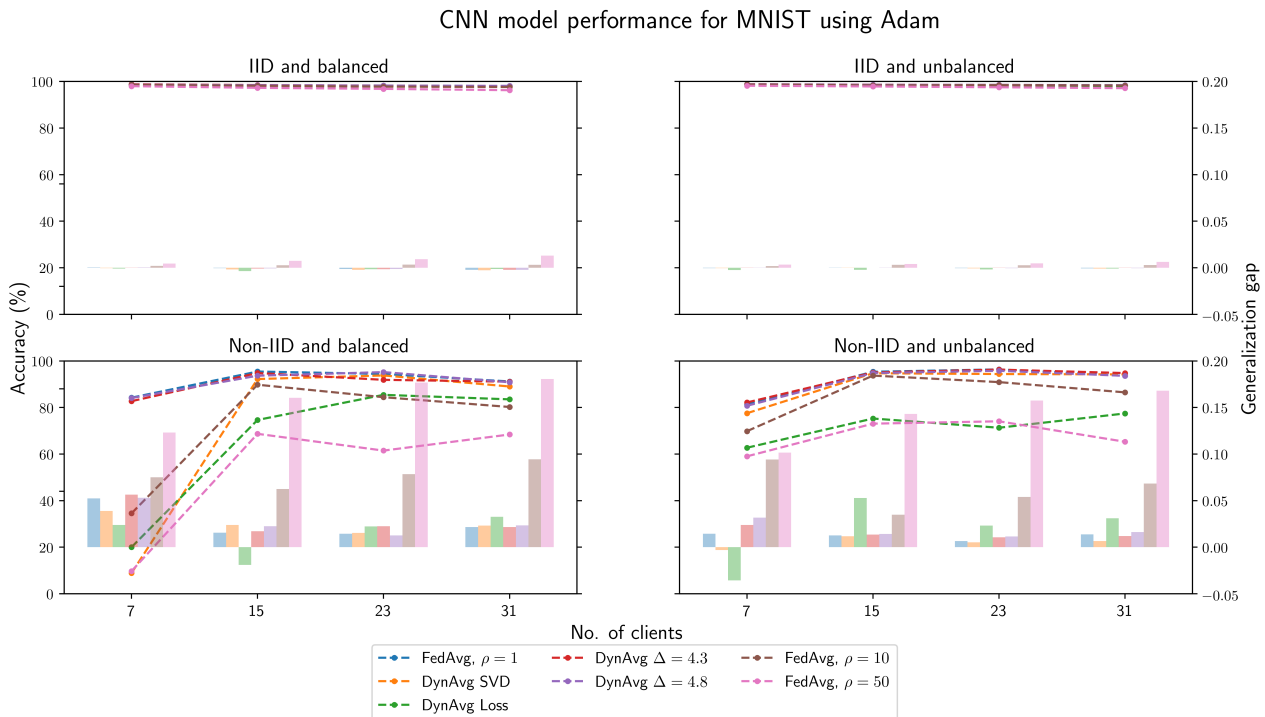 CNN model performance for MNIST using Adam
IID and balanced
IID and unbalanced
100
80
60
40
20
0
0.20
0.15
0.10
0.05
0.00
−0.05
Non-IID and balanced
Non-IID and unbalanced
100
80
60
40
20
0
0.20
0.15
0.10
0.05
0.00
−0.05
Accuracy (%)
Generalization gap
7 15 23 31
7 15 23 31
No. of clients
FedAvg, ρ = 1
DynAvg SVD
DynAvg Loss
DynAvg Δ = 4.3
DynAvg Δ = 4.8
FedAvg, ρ = 10
FedAvg, ρ = 50